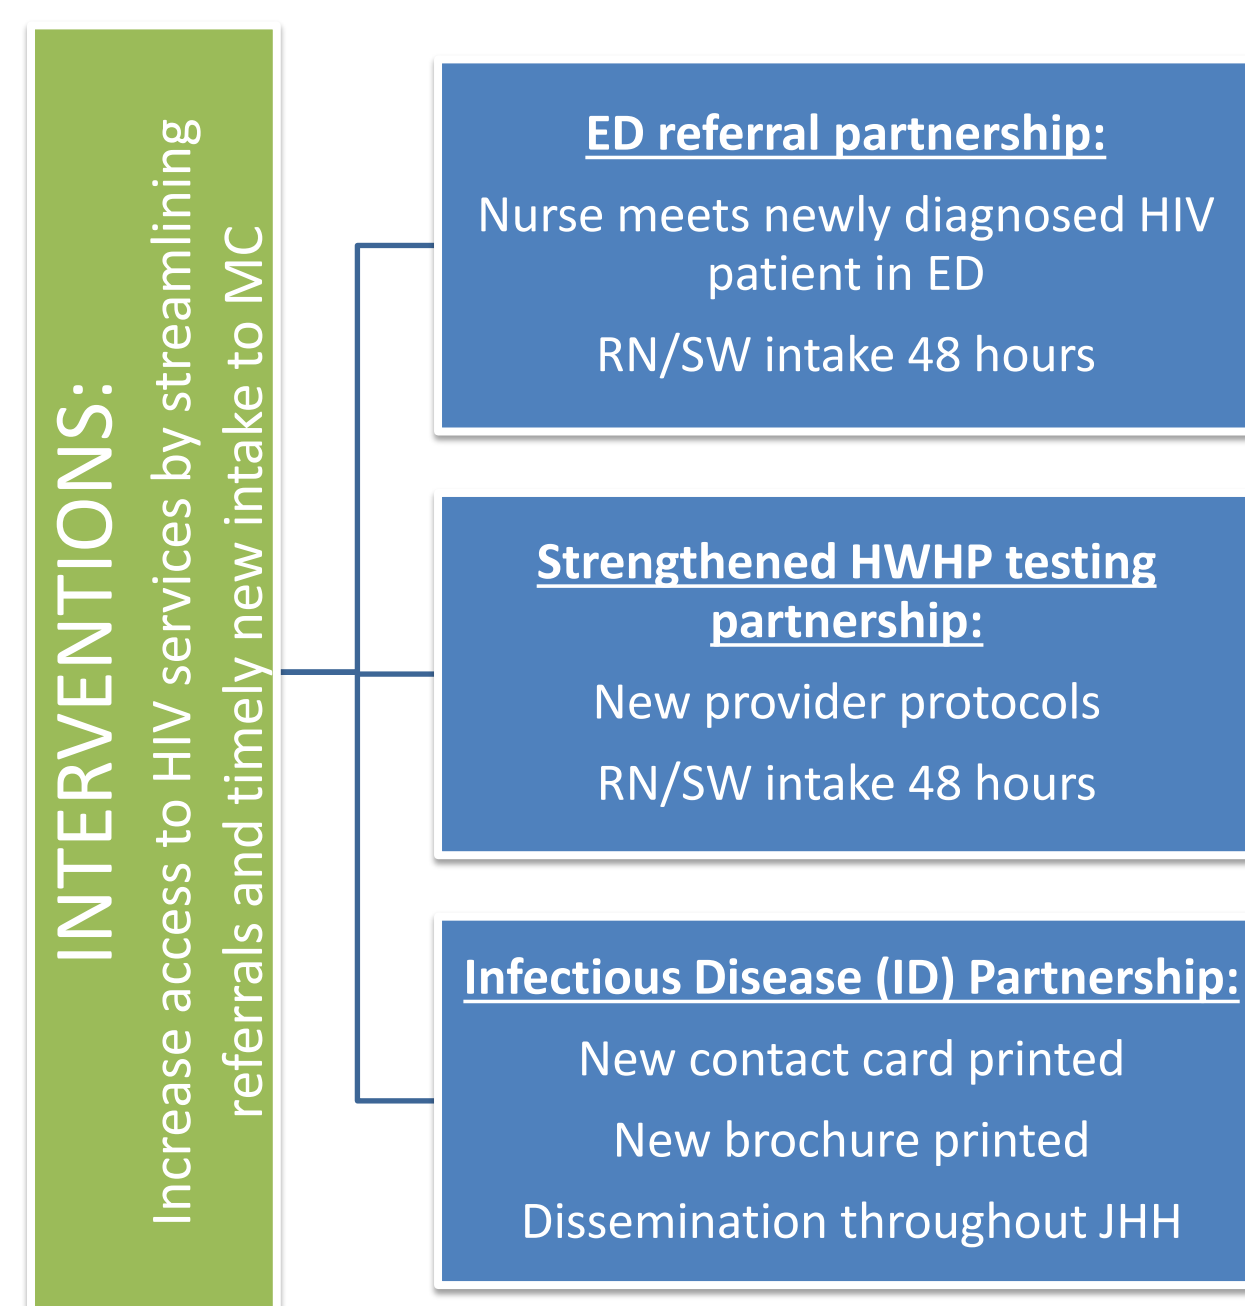 INTERVENTIONS:
Increase access to HIV services by streamlining
referrals and timely new intake to MC
ED referral partnership:
Nurse meets newly diagnosed HIV
patient in ED
RN/SW intake 48 hours
Strengthened HWHP testing
partnership:
New provider protocols
RN/SW intake 48 hours
Infectious Disease (ID) Partnership:
New contact card printed
New brochure printed
Dissemination throughout JHH